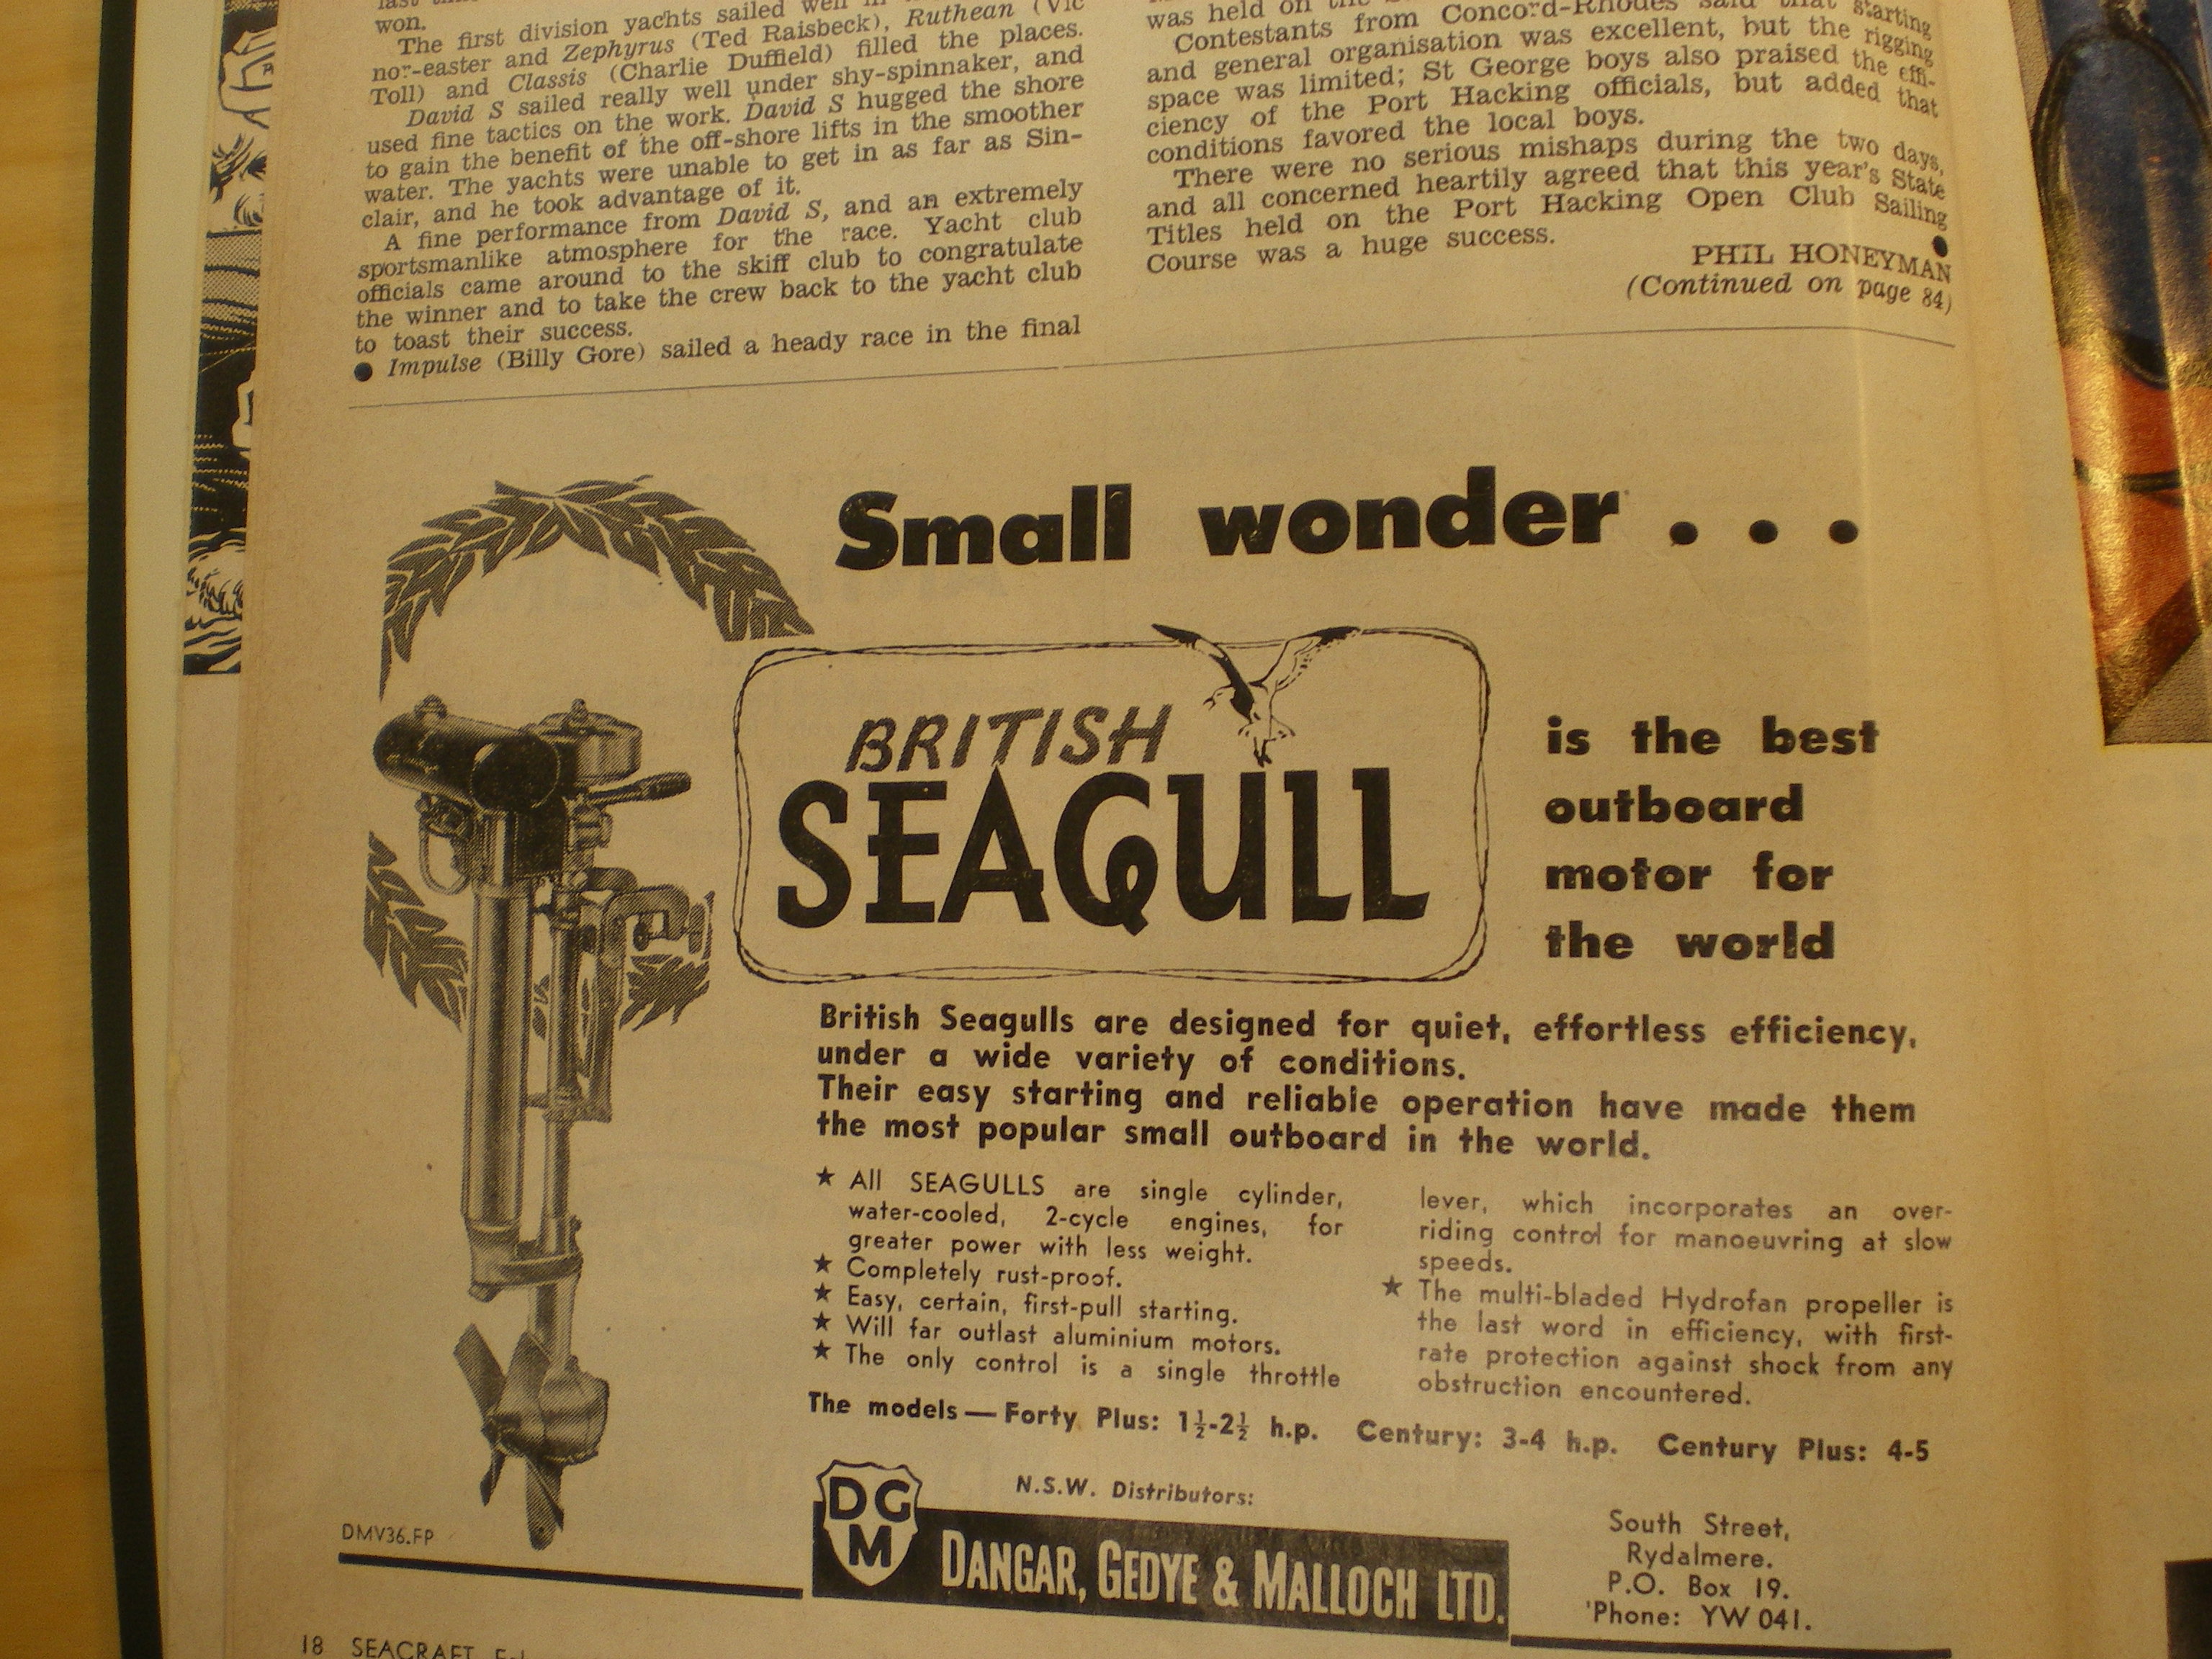 won.
The first division yachts sailed well in
nor-easter and Zephyrus (Ted Raisbeck), Ruthean (Vic
Toll) and Classis (Charlie Duffield) filled the places.
David S sailed really well under shy-spinnaker, and
used fine tactics on the work. David S hugged the shore
to gain the benefit of the off-shore lifts in the smoother
water. The yachts were unable to get in as far as Sin-
clair, and he took advantage of it.
A fine performance from David S, and an extremely
sportsmanlike atmosphere for the race. Yacht club
officials came around to the skiff club to congratulate
the winner and to take the crew back to the yacht club
to toast their success.
● Impulse (Billy Gore) sailed a heady race in the final
was held on the
Contestants from Concord-Rhodes said that starting
and general organisation was excellent, but the rigging
space was limited; St George boys also praised the effi-
ciency of the Port Hacking officials, but added that
conditions favored the local boys.
There were no serious mishaps during the two days,
and all concerned heartily agreed that this year's State
Titles held on the Port Hacking Open Club Sailing
Course was a huge success. ●
PHIL HONEYMAN
(Continued on page 84)
Small wonder . . .
BRITISH
SEAGULL
is the best
outboard
motor for
the world
British Seagulls are designed for quiet, effortless efficiency,
under a wide variety of conditions.
Their easy starting and reliable operation have made them
the most popular small outboard in the world.
★ All SEAGULLS are single cylinder,
water-cooled, 2-cycle engines, for
greater power with less weight.
★ Completely rust-proof.
★ Easy, certain, first-pull starting.
★ Will far outlast aluminium motors.
★ The only control is a single throttle
lever, which incorporates an over-
riding control for manoeuvring at slow
speeds.
★ The multi-bladed Hydrofan propeller is
the last word in efficiency, with first-
rate protection against shock from any
obstruction encountered.
The models — Forty Plus: 1½-2½ h.p. Century: 3-4 h.p. Century Plus: 4-5
N.S.W. Distributors:
DGM
DANGAR, GEDYE & MALLOCH LTD.
South Street,
Rydalmere.
P.O. Box 19.
'Phone: YW 041.
DMV36.FP
18 SEACRAFT